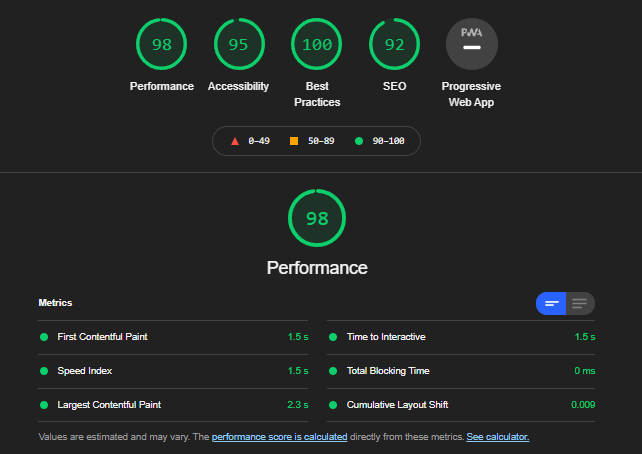 98 95 100 92 PWA
Performance Accessibility Best Practices SEO Progressive Web App
0–49 50–89 90–100
98
Performance
Metrics
First Contentful Paint 1.5 s
Time to Interactive 1.5 s
Speed Index 1.5 s
Total Blocking Time 0 ms
Largest Contentful Paint 2.3 s
Cumulative Layout Shift 0.009
Values are estimated and may vary. The performance score is calculated directly from these metrics. See calculator.